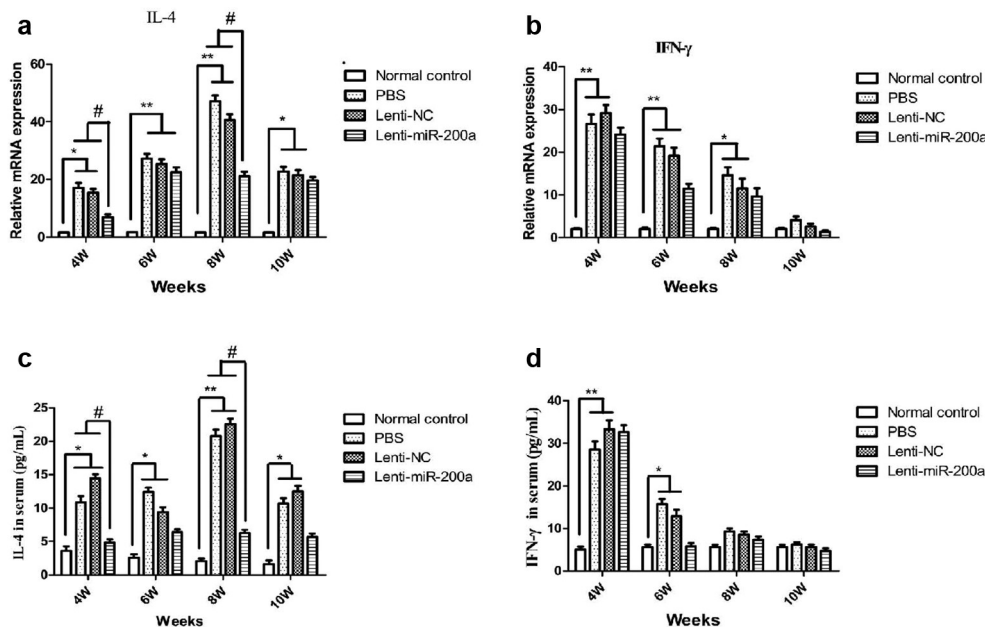 a
IL-4
Relative mRNA expression
60
40
20
0
*
#
**
**
#
*
4W
6W
8W
10W
Weeks
Normal control
PBS
Lenti-NC
Lenti-miR-200a
b
IFN-γ
Relative mRNA expression
40
30
20
10
0
**
**
*
4W
6W
8W
10W
Weeks
Normal control
PBS
Lenti-NC
Lenti-miR-200a
c
IL-4 in serum (pg/mL)
25
20
15
10
5
0
*
#
*
**
#
*
4W
6W
8W
10W
Weeks
Normal control
PBS
Lenti-NC
Lenti-miR-200a
d
IFN-γ in serum (pg/mL)
40
30
20
10
0
**
*
4W
6W
8W
10W
Weeks
Normal control
PBS
Lenti-NC
Lenti-miR-200a